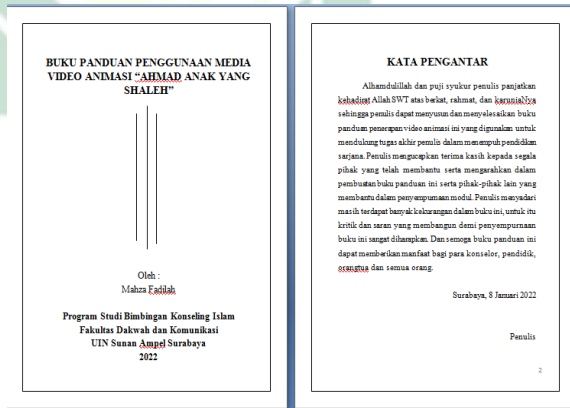 BUKU PANDUAN PENGGUNAAN MEDIA
VIDEO ANIMASI “AHMAD ANAK YANG
SHALEH”
Oleh :
Mahza Fadilah
Program Studi Bimbingan Konseling Islam
Fakultas Dakwah dan Komunikasi
UIN Sunan Ampel Surabaya
2022
KATA PENGANTAR
Alhamdulillah dan puji syukur penulis panjatkan
kehadirat Allah SWT atas berkat, rahmat, dan karuniaNya
sehingga penulis dapat menyusun dan menyelesaikan buku
panduan penerapan video animasi ini yang digunakan untuk
mendukung tugas akhir penulis dalam menempuh pendidikan
sarjana. Penulis mengucapkan terima kasih kepada segala
pihak yang telah membantu serta mengarahkan dalam
pembuatan buku panduan ini serta pihak-pihak lain yang
membantu dalam penyempurnaan modul. Penulis menyadari
masih terdapat banyak kekurangan dalam buku ini, untuk itu
kritik dan saran yang membangun demi penyempurnaan
buku ini sangat diharapkan. Dan semoga buku panduan ini
dapat memberikan manfaat bagi para konselor, pendidik,
orangtua dan semua orang.
Surabaya, 8 Januari 2022
Penulis
2